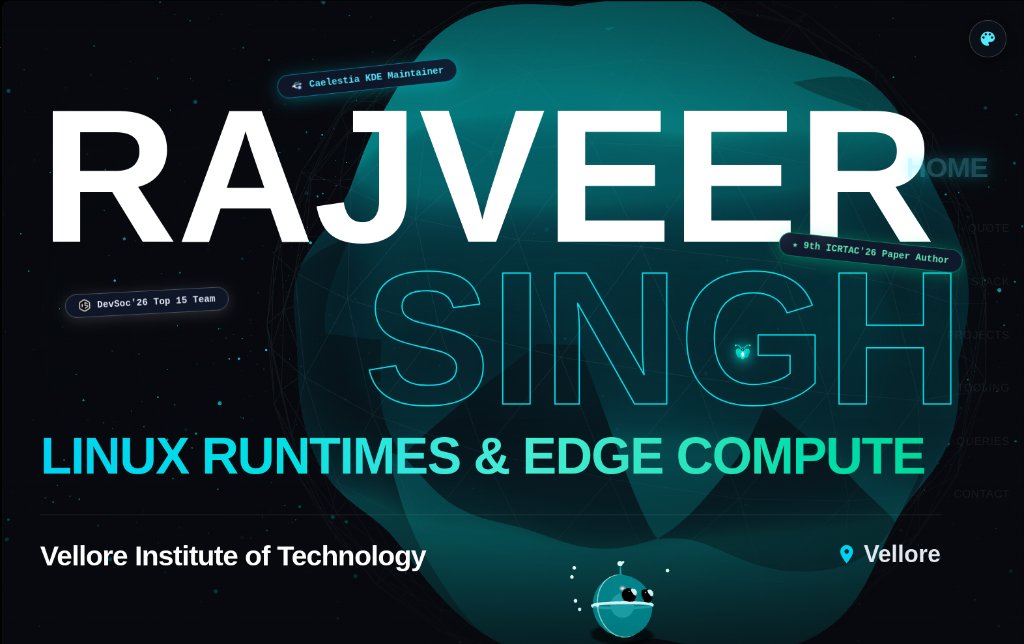 Caelestia KDE Maintainer
RAJVEER
HOME
QUOTE
★ 9th ICRTAC'26 Paper Author
SINGH
DevSoc'26 Top 15 Team
PROJECTS
TOOLING
QUERIES
LINUX RUNTIMES & EDGE COMPUTE
CONTACT
Vellore Institute of Technology
Vellore